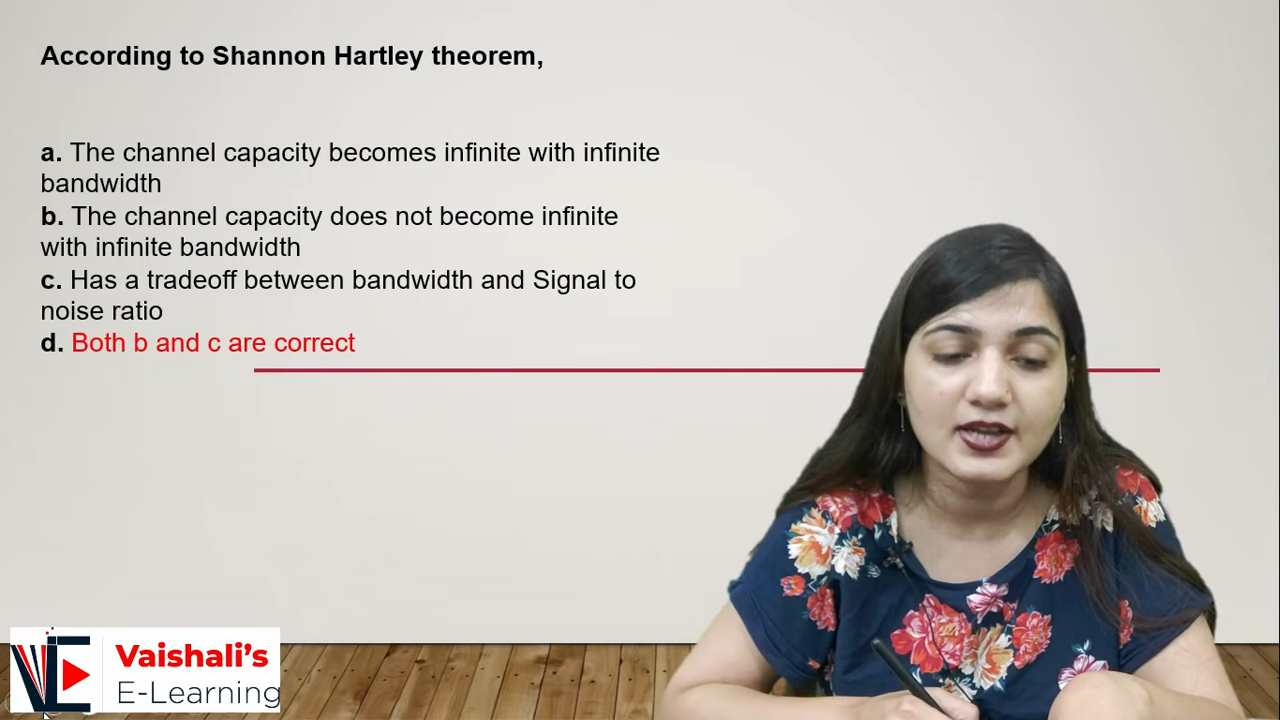 According to Shannon Hartley theorem,
a. The channel capacity becomes infinite with infinite
bandwidth
b. The channel capacity does not become infinite
with infinite bandwidth
c. Has a tradeoff between bandwidth and Signal to
noise ratio
d. Both b and c are correct
VE
Vaishali's
E-Learning